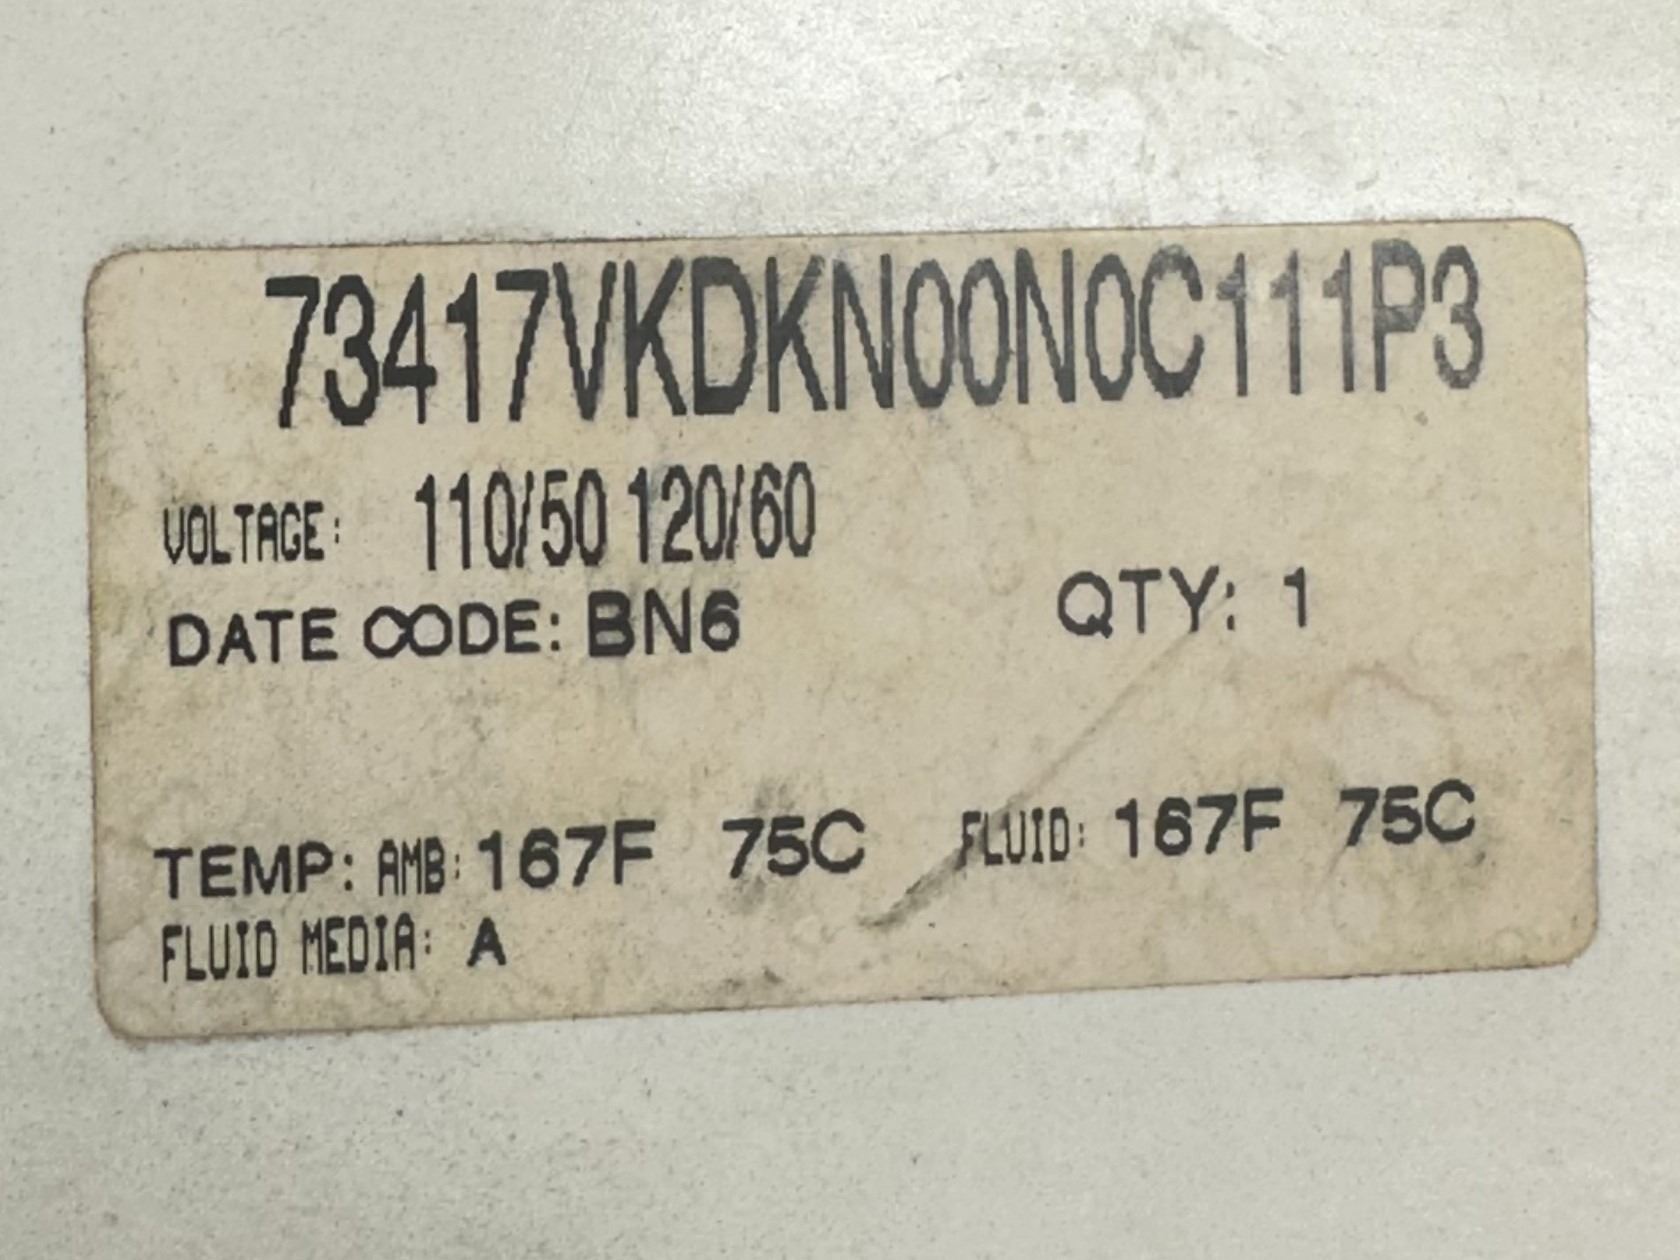 73417VKDKN00N0C111P3
VOLTAGE: 110/50 120/60
DATE CODE: BN6 QTY: 1
TEMP: AMB: 167F 75C FLUID: 167F 75C
FLUID MEDIA: A